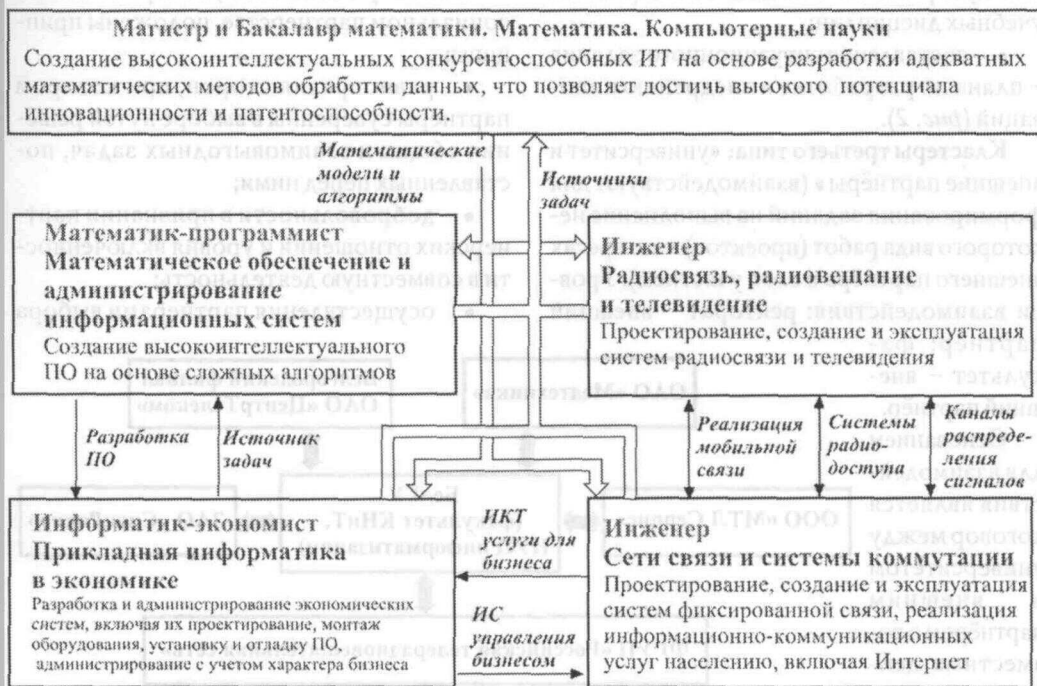 Магистр и Бакалавр математики. Математика. Компьютерные науки
Создание высокоинтеллектуальных конкурентоспособных ИТ на основе разработки адекватных
математических методов обработки данных, что позволяет достичь высокого потенциала
инновационности и патентоспособности.
Математические
модели и
алгоритмы
Источники
задач
Математик-программист
Математическое обеспечение и
администрирование
информационных систем
Создание высокоинтеллектуального
ПО на основе сложных алгоритмов
Инженер
Радиосвязь, радиовещание
и телевидение
Проектирование, создание и эксплуатация
систем радиосвязи и телевидения
Разработка
ПО
Источник
задач
Реализация
мобильной
связи
Системы
радио-
доступа
Каналы
распреде-
ления
сигналов
Информатик-экономист
Прикладная информатика
в экономике
Разработка и администрирование экономических
систем, включая их проектирование, монтаж
оборудования, установку и наладку ПО,
администрирование с учетом характера бизнеса
ИКТ
услуги для
бизнеса
ИС
управления
бизнесом
Инженер
Сети связи и системы коммутации
Проектирование, создание и эксплуатация
систем фиксированной связи, реализация
информационно-коммуникационных
услуг населению, включая Интернет